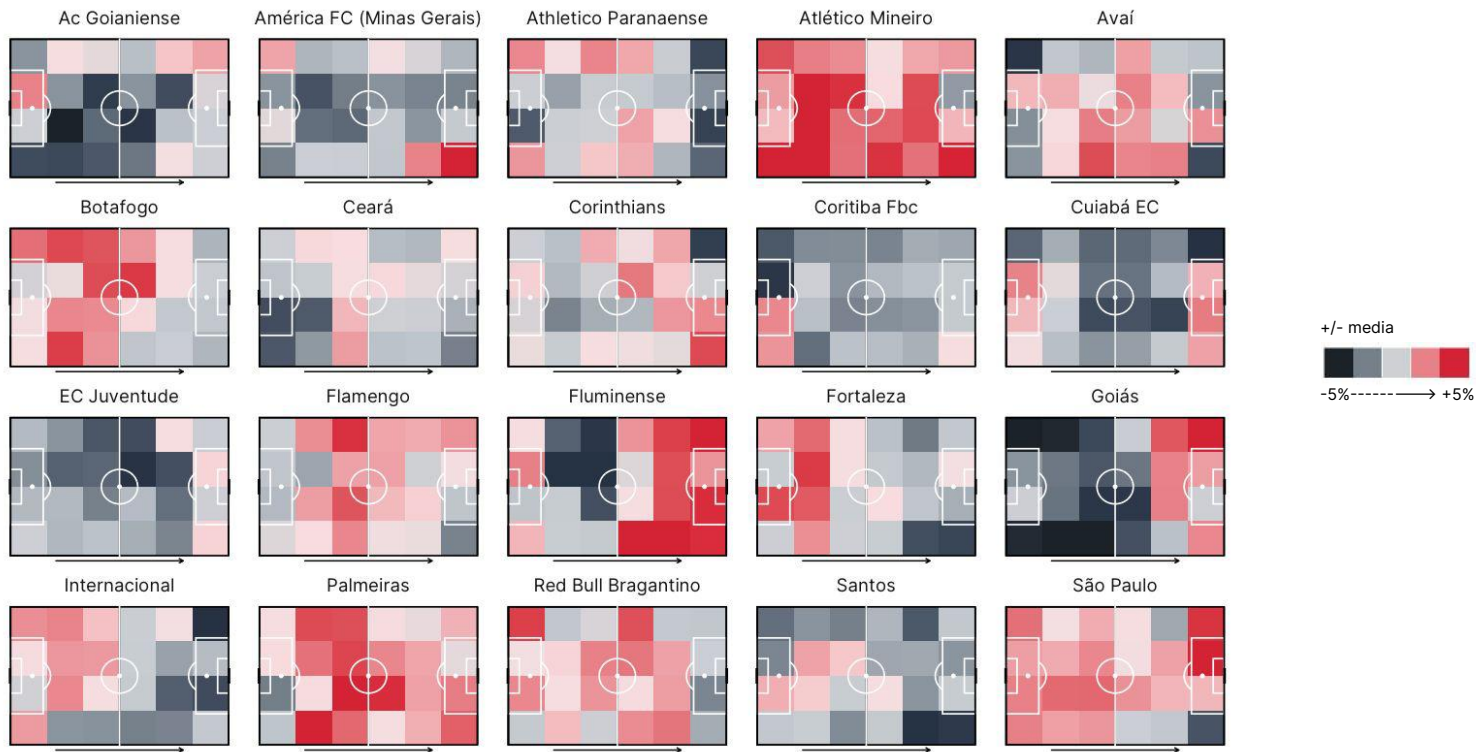 Ac Goianiense
América FC (Minas Gerais)
Athletico Paranaense
Atlético Mineiro
Avaí
Botafogo
Ceará
Corinthians
Coritiba Fbc
Cuiabá EC
+/- media
-5%------→ +5%
EC Juventude
Flamengo
Fluminense
Fortaleza
Goiás
Internacional
Palmeiras
Red Bull Bragantino
Santos
São Paulo